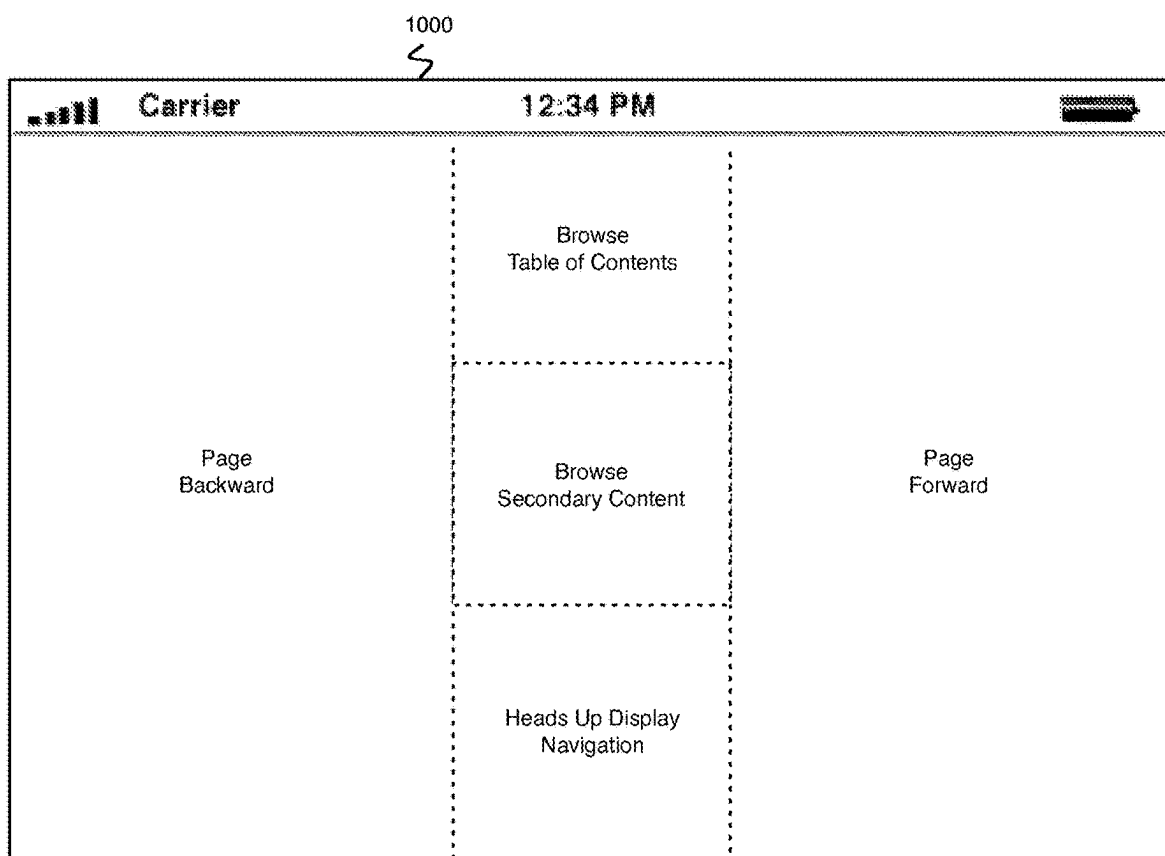 1000
Carrier
12:34 PM
Browse
Table of Contents
Page
Backward
Browse
Secondary Content
Page
Forward
Heads Up Display
Navigation